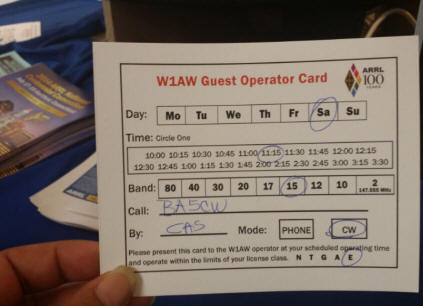 W1AW Guest Operator Card
ARRL
100
YEARS
Day: Mo Tu We Th Fr Sa Su
Time: Circle One
10:00 10:15 10:30 10:45 11:00 11:15 11:30 11:45 12:00 12:15
12:30 12:45 1:00 1:15 1:30 1:45 2:00 2:15 2:30 2:45 3:00 3:15 3:30
Band: 80 40 30 20 17 15 12 10 2
147.555 MHz
Call: BA5CW
By: CAS Mode: PHONE CW
Please present this card to the W1AW operator at your scheduled operating time
and operate within the limits of your license class. N T G A E